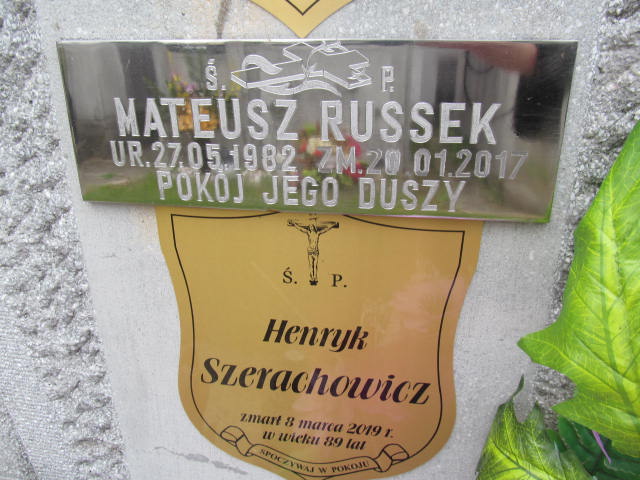 Ś. P.
MATEUSZ RUSSEK
UR.27.05.1982 ZM.20.01.2017
POKÓJ JEGO DUSZY
Ś. P.
Henryk
Szerachowicz
zmarł 8 marca 2019 r.
w wieku 89 lat
SPOCZYWAJ W POKOJU